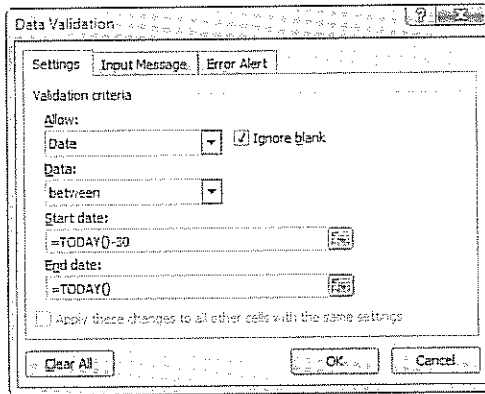 Data Validation
Settings Input Message Error Alert
Validation criteria
Allow:
Date Ignore blank
Data:
between
Start date:
=TODAY()-30
End date:
=TODAY()
Apply these changes to all other cells with the same settings
Clear All OK Cancel